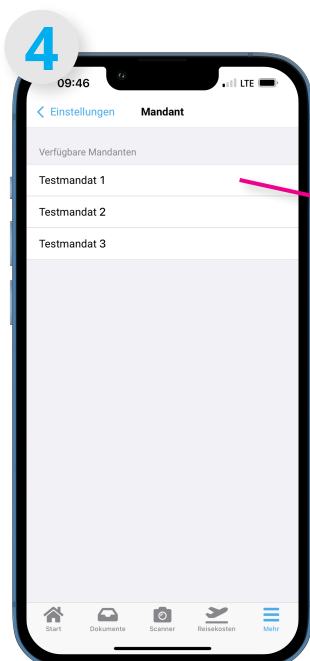 4
09:46 LTE
Einstellungen Mandant
Verfügbare Mandanten
Testmandat 1
Testmandat 2
Testmandat 3
Start Dokumente Scanner Reisekosten Mehr